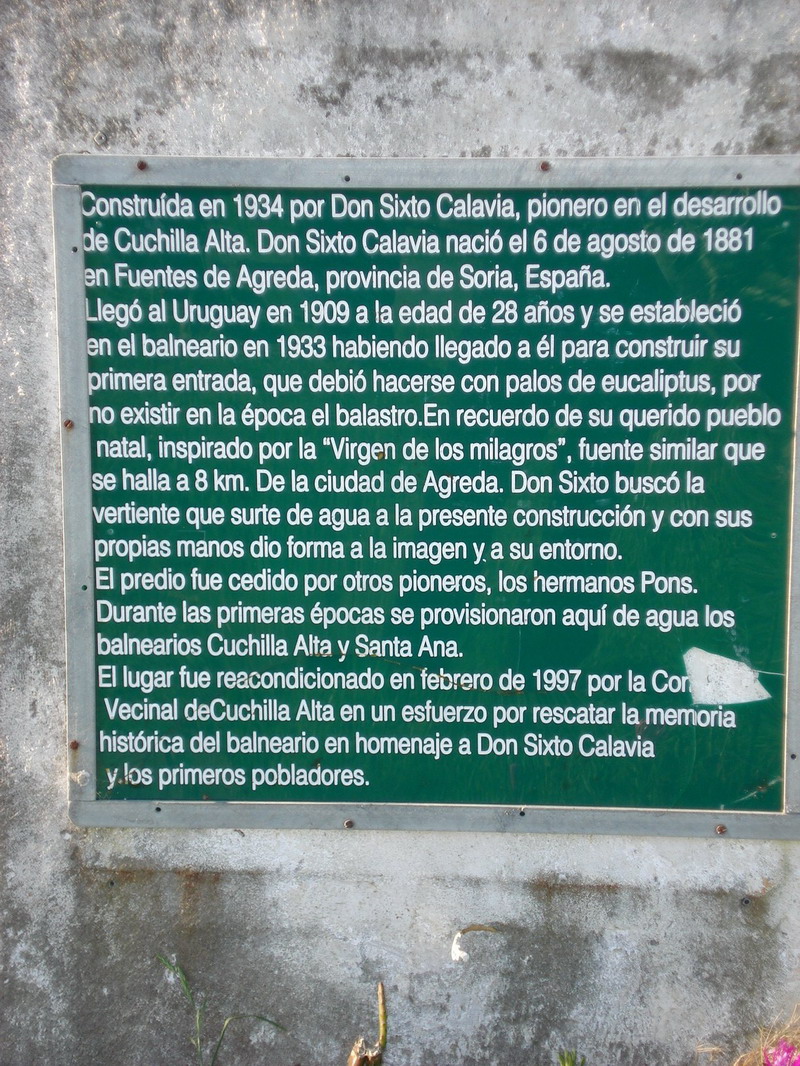 Construída en 1934 por Don Sixto Calavia, pionero en el desarrollo
de Cuchilla Alta. Don Sixto Calavia nació el 6 de agosto de 1881
en Fuentes de Agreda, provincia de Soria, España.
Llegó al Uruguay en 1909 a la edad de 28 años y se estableció
en el balneario en 1933 habiendo llegado a él para construir su
primera entrada, que debió hacerse con palos de eucaliptus, por
no existir en la época el balastro.En recuerdo de su querido pueblo
natal, inspirado por la “Virgen de los milagros”, fuente similar que
se halla a 8 km. De la ciudad de Agreda. Don Sixto buscó la
vertiente que surte de agua a la presente construcción y con sus
propias manos dio forma a la imagen y a su entorno.
El predio fue cedido por otros pioneros, los hermanos Pons.
Durante las primeras épocas se provisionaron aquí de agua los
balnearios Cuchilla Alta y Santa Ana.
El lugar fue reacondicionado en febrero de 1997 por la
Vecinal deCuchilla Alta en un esfuerzo por rescatar la memoria
histórica del balneario en homenaje a Don Sixto Calavia
y los primeros pobladores.